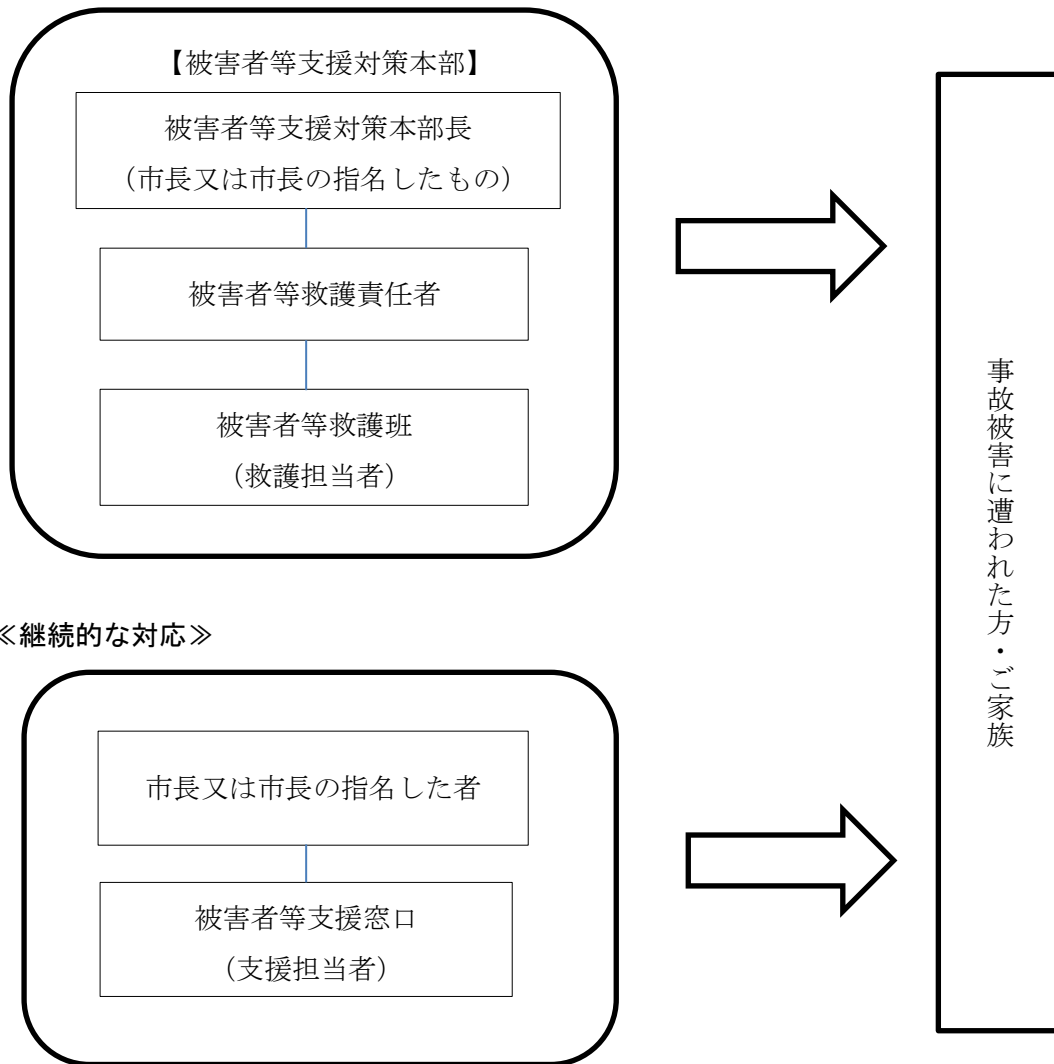 【被害者等支援対策本部】
被害者等支援対策本部長
（市長又は市長の指名したもの）
被害者等救護責任者
被害者等救護班
（救護担当者）
≪継続的な対応≫
市長又は市長の指名した者
被害者等支援窓口
（支援担当者）
事故被害に遭われた方・ご家族